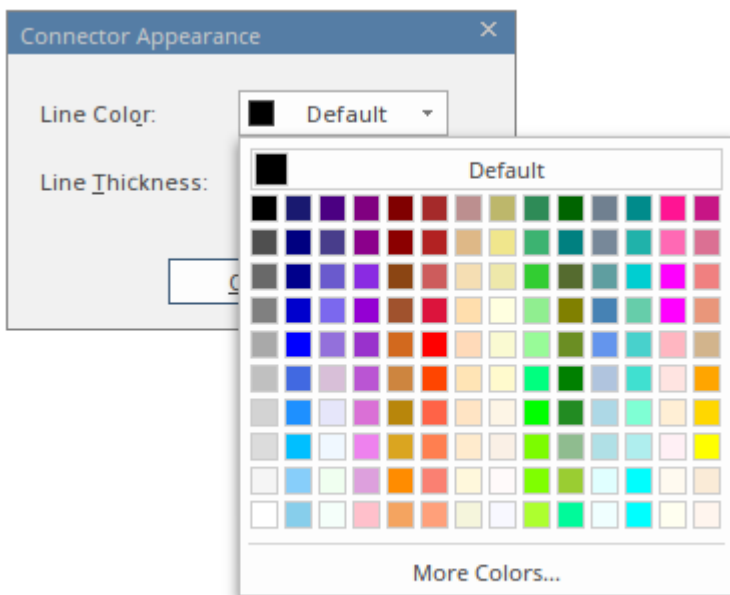 Connector Appearance
Line Color:
Default
Line Thickness:
Default
More Colors...